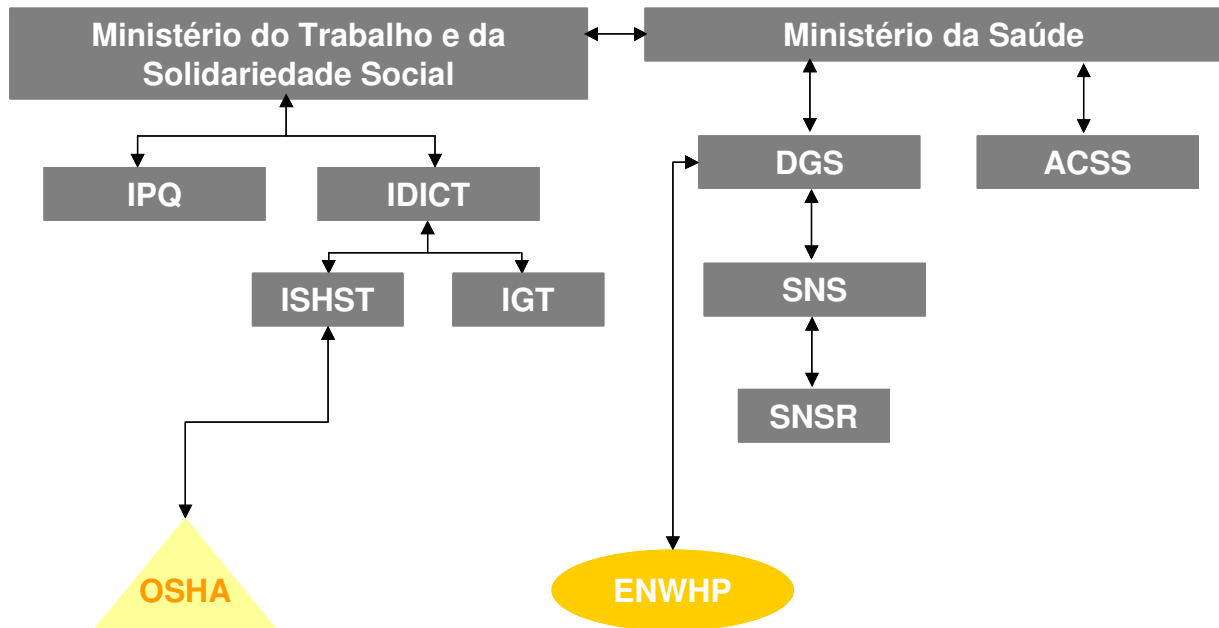 Ministério do Trabalho e da
Solidariedade Social
Ministério da Saúde
IPQ
IDICT
DGS
ACSS
ISHST
IGT
SNS
SNSR
OSHA
ENWHP